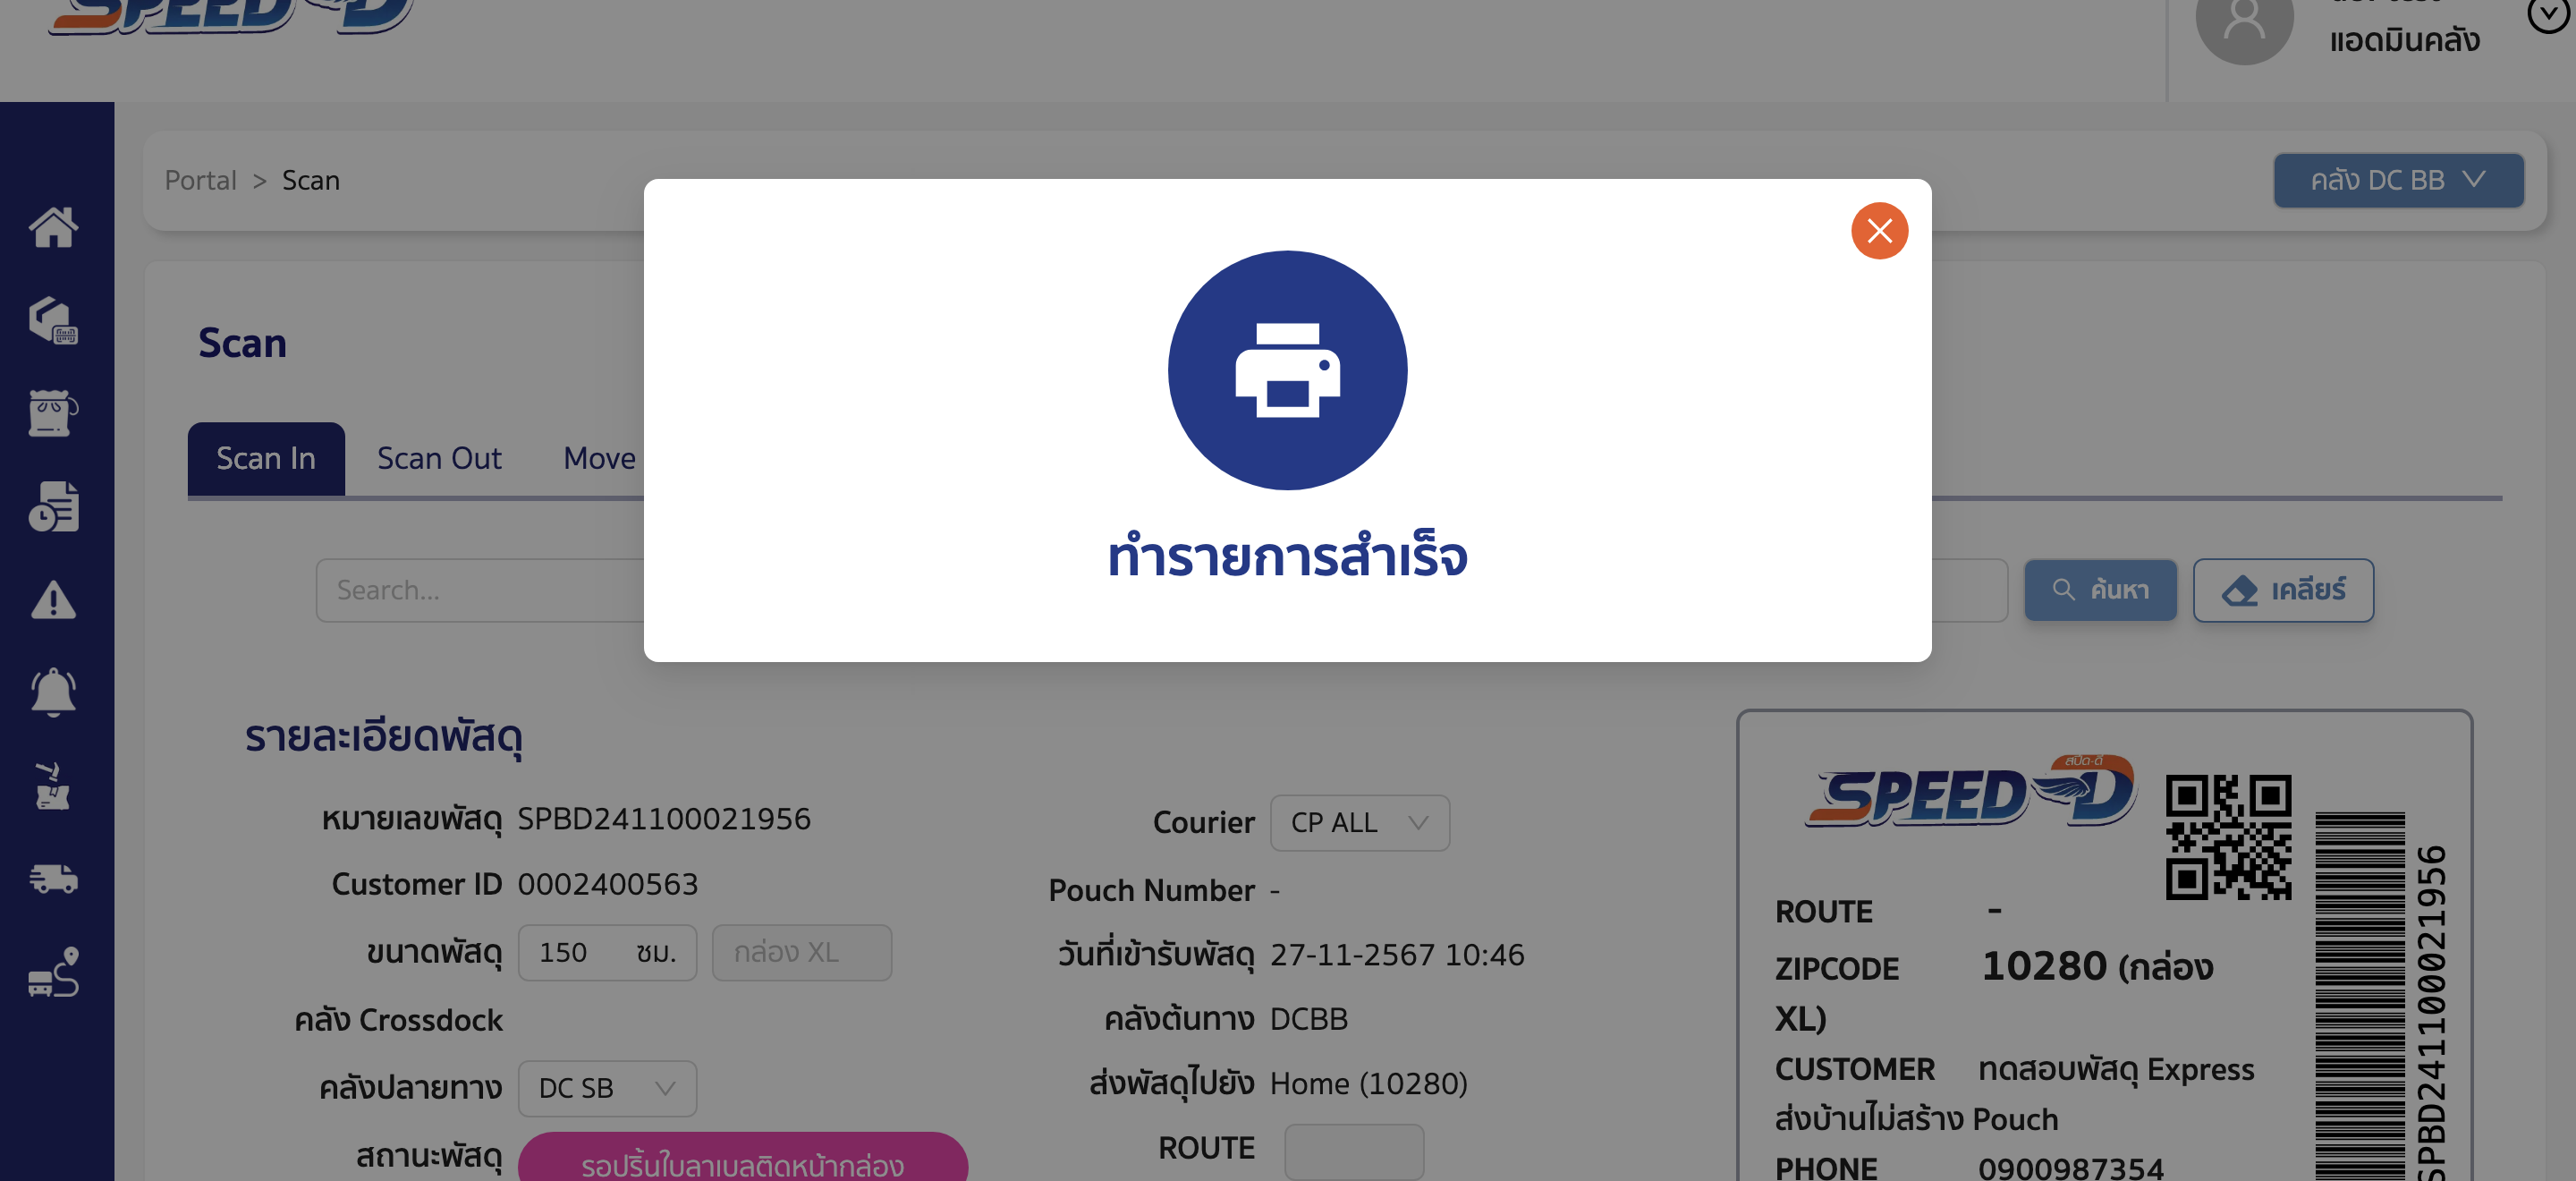 SPEED-D
แอดมินคลัง
Portal > Scan
คลัง DC BB
Scan
Scan In
Scan Out
Move
ทำรายการสำเร็จ
Search...
ค้นหา
เคลียร์
รายละเอียดพัสดุ
หมายเลขพัสดุ SPBD241100021956
Customer ID 0002400563
ขนาดพัสดุ 150 ซม. กล่อง XL
คลัง Crossdock
คลังปลายทาง DC SB
สถานะพัสดุ รอปริ้นใบลาเบลติดหน้ากล่อง
Courier CP ALL
Pouch Number -
วันที่เข้ารับพัสดุ 27-11-2567 10:46
คลังต้นทาง DCBB
ส่งพัสดุไปยัง Home (10280)
ROUTE
สปีด-ดี
SPEED-D
ROUTE -
ZIPCODE 10280 (กล่อง
XL)
CUSTOMER ทดสอบพัสดุ Express
ส่งบ้านไม่สร้าง Pouch
PHONE 0900987354
SPBD241100021956